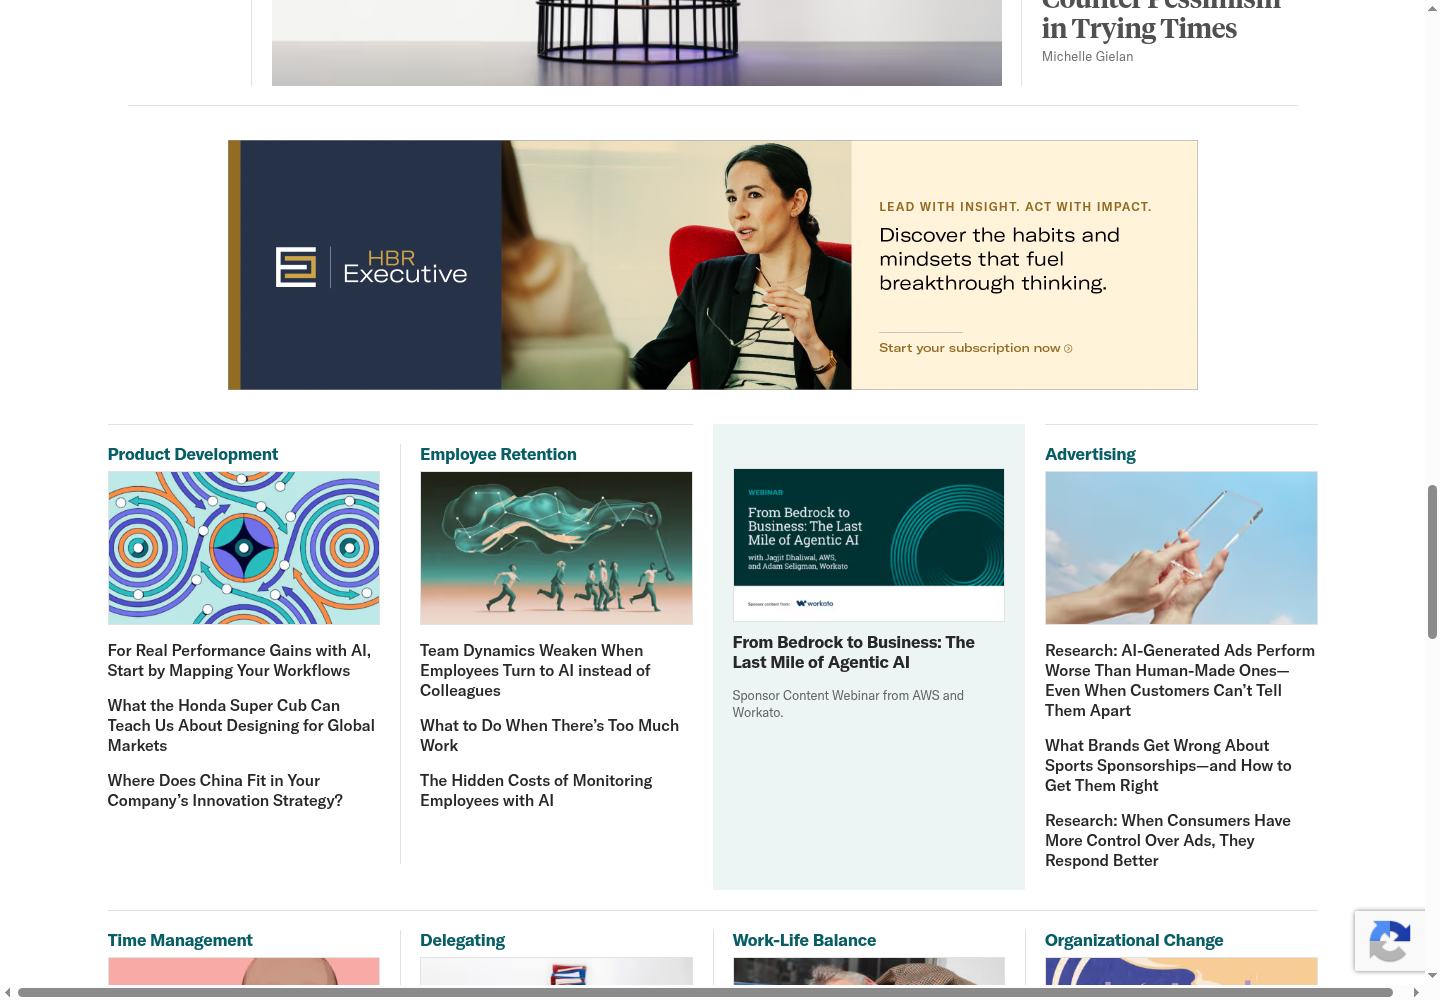 Counter Pessimism
in Trying Times
Michelle Gielan
HBR
Executive
LEAD WITH INSIGHT. ACT WITH IMPACT.
Discover the habits and
mindsets that fuel
breakthrough thinking.
Start your subscription now
Product Development
For Real Performance Gains with AI,
Start by Mapping Your Workflows
What the Honda Super Cub Can
Teach Us About Designing for Global
Markets
Where Does China Fit in Your
Company’s Innovation Strategy?
Employee Retention
Team Dynamics Weaken When
Employees Turn to AI instead of
Colleagues
What to Do When There’s Too Much
Work
The Hidden Costs of Monitoring
Employees with AI
WEBINAR
From Bedrock to
Business: The Last
Mile of Agentic AI
with Jagjit Dhaliwal, AWS,
and Adam Seligman, Workato
Sponsor content from:
workato
From Bedrock to Business: The
Last Mile of Agentic AI
Sponsor Content Webinar from AWS and
Workato.
Advertising
Research: AI-Generated Ads Perform
Worse Than Human-Made Ones—
Even When Customers Can’t Tell
Them Apart
What Brands Get Wrong About
Sports Sponsorships—and How to
Get Them Right
Research: When Consumers Have
More Control Over Ads, They
Respond Better
Time Management
Delegating
Work-Life Balance
Organizational Change